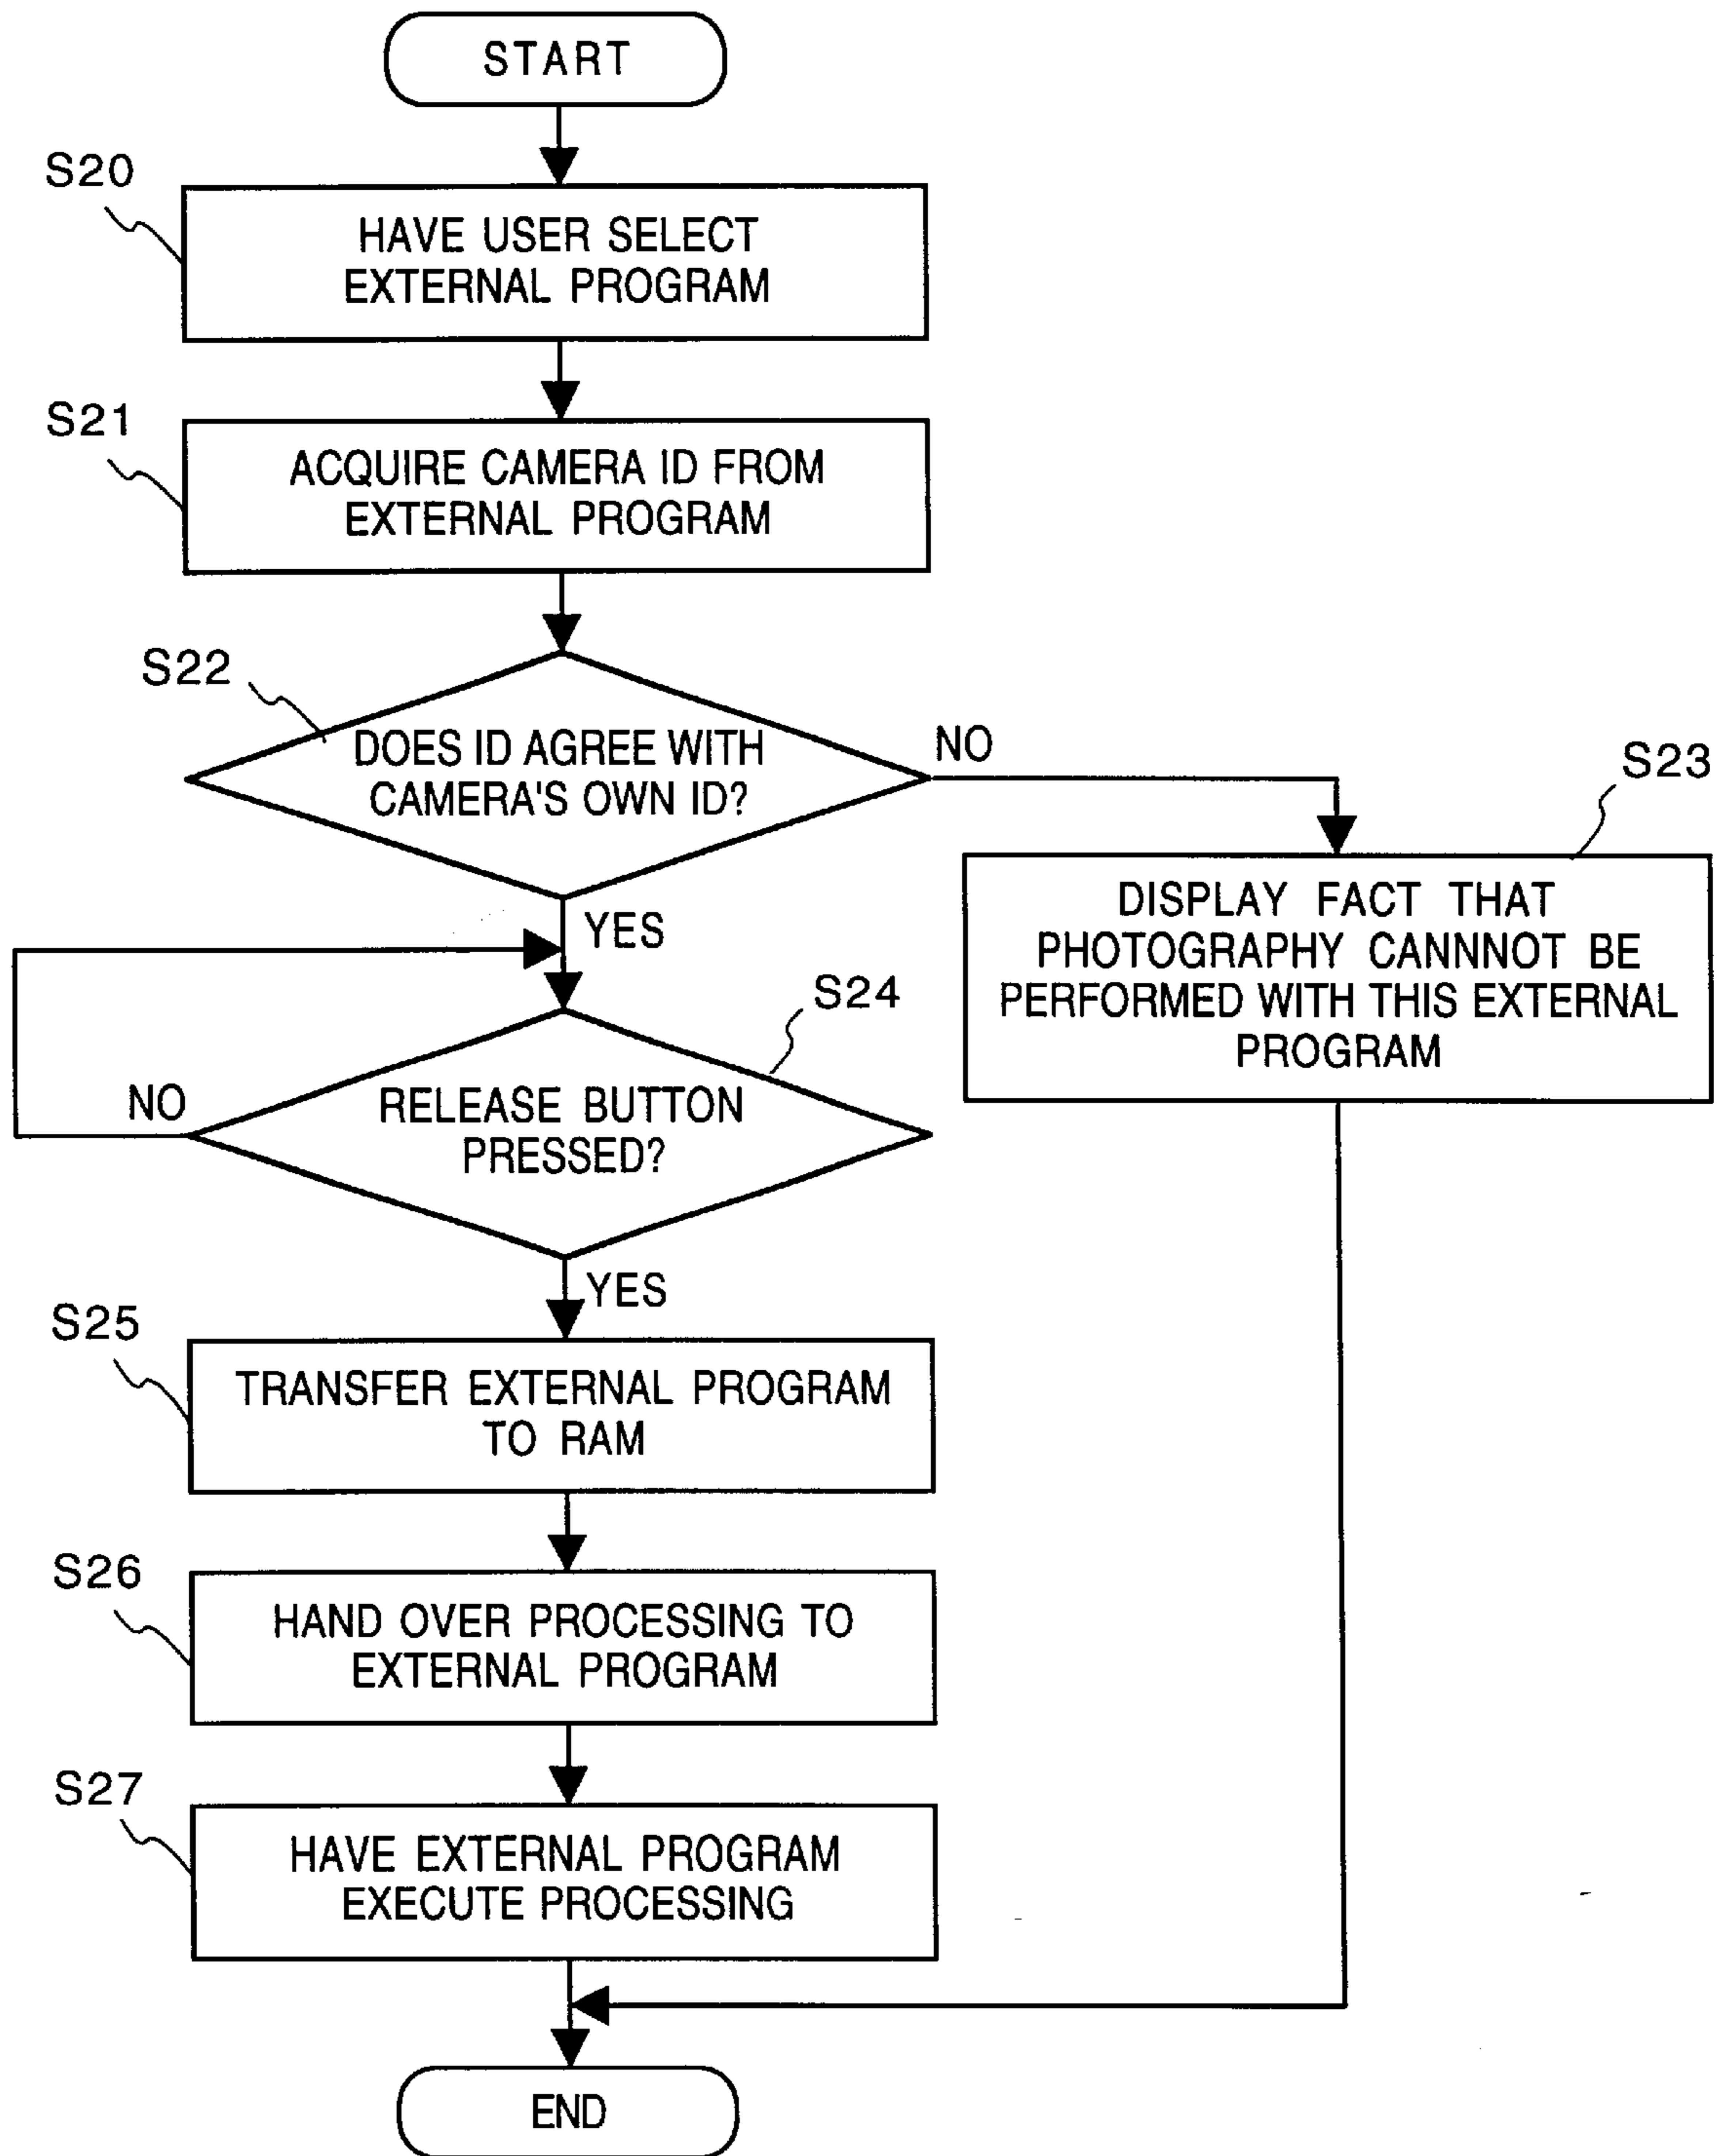 START
S20
HAVE USER SELECT
EXTERNAL PROGRAM
S21
ACQUIRE CAMERA ID FROM
EXTERNAL PROGRAM
S22
DOES ID AGREE WITH
CAMERA'S OWN ID?
NO
S23
DISPLAY FACT THAT
PHOTOGRAPHY CANNNOT BE
PERFORMED WITH THIS EXTERNAL
PROGRAM
YES
S24
RELEASE BUTTON
PRESSED?
NO
YES
S25
TRANSFER EXTERNAL PROGRAM
TO RAM
S26
HAND OVER PROCESSING TO
EXTERNAL PROGRAM
S27
HAVE EXTERNAL PROGRAM
EXECUTE PROCESSING
END